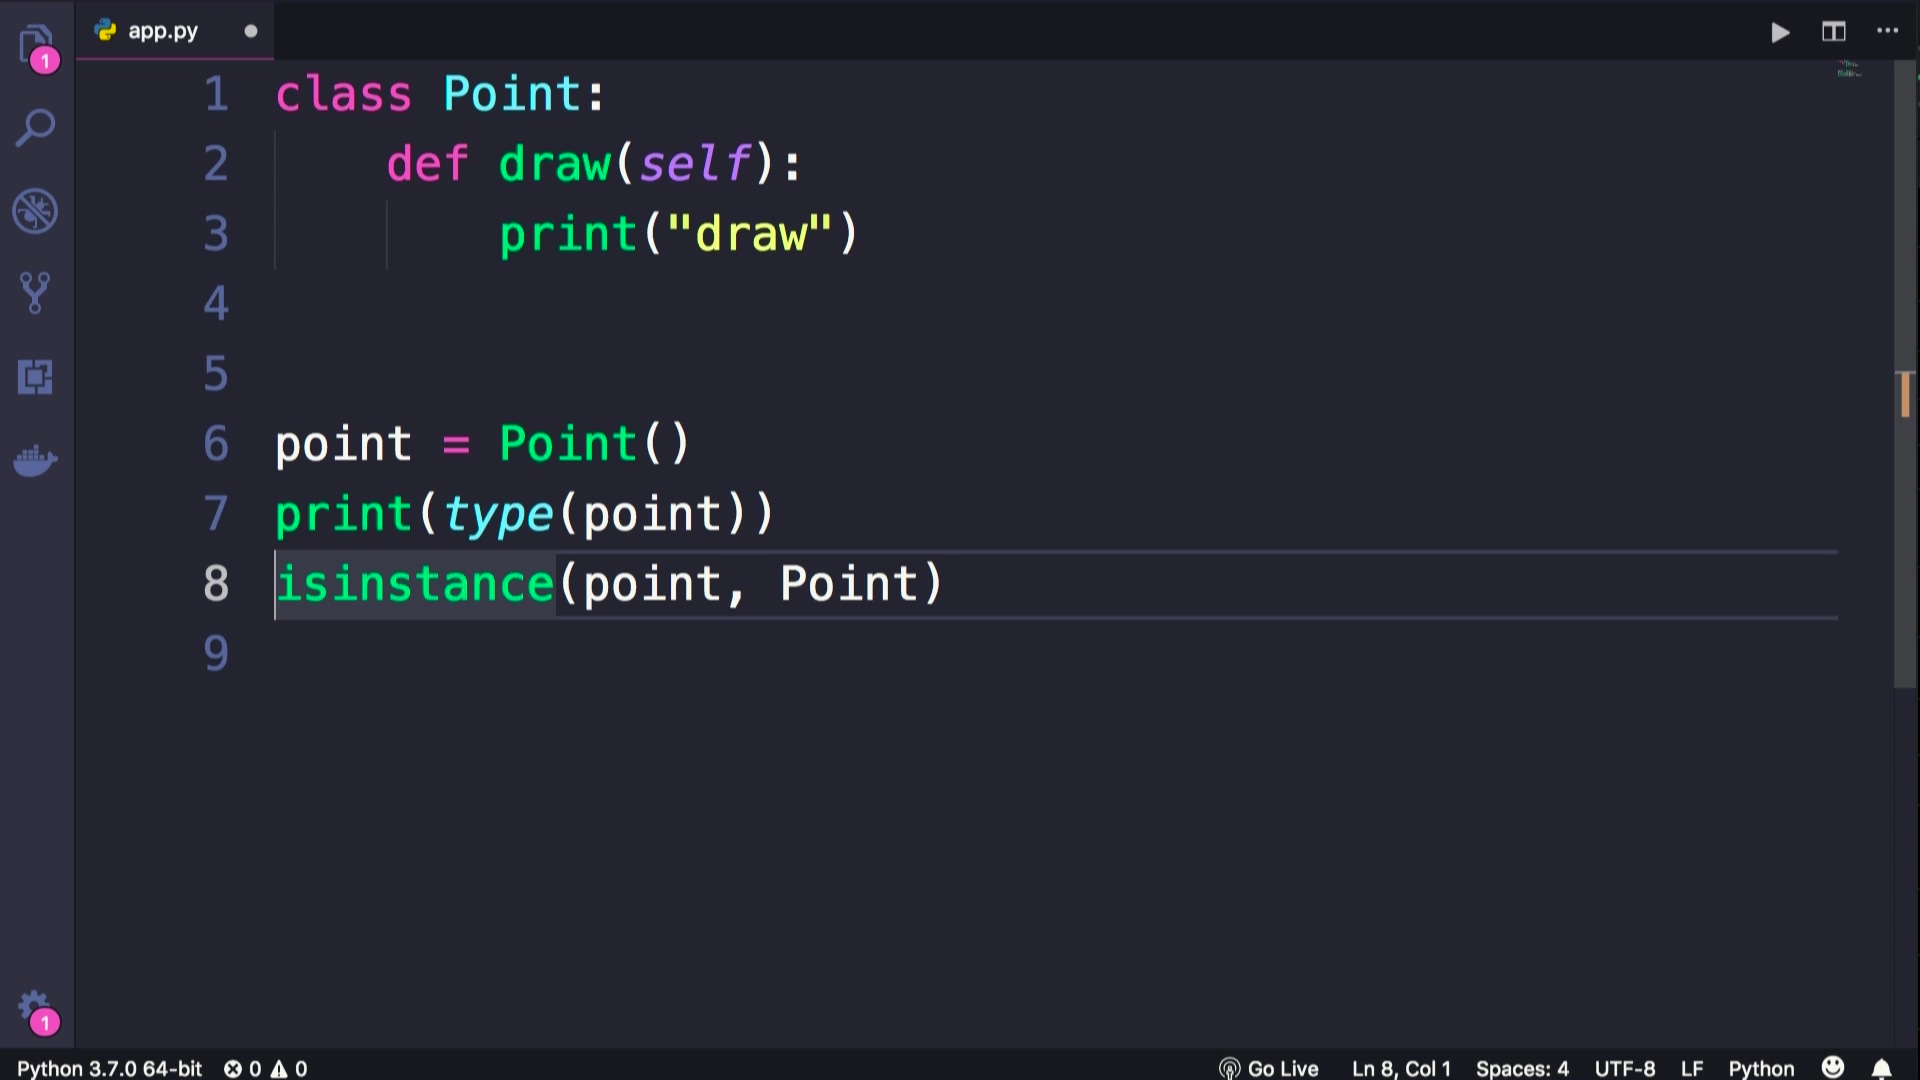 app.py
1
1 class Point:
2     def draw(self):
3         print("draw")
4
5
6 point = Point()
7 print(type(point))
8 isinstance(point, Point)
9
1
Python 3.7.0 64-bit 0 0 Go Live Ln 8, Col 1 Spaces: 4 UTF-8 LF Python